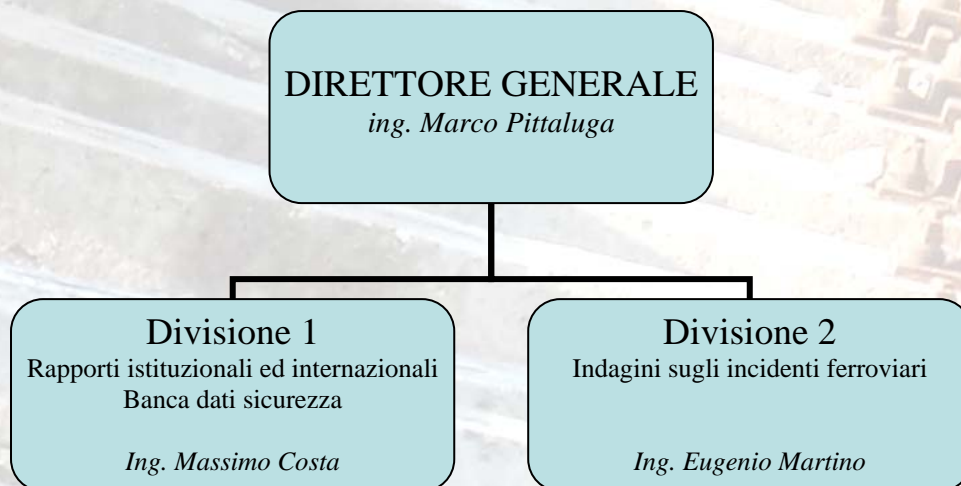 DIRETTORE GENERALE
ing. Marco Pittaluga
Divisione 1
Rapporti istituzionali ed internazionali
Banca dati sicurezza
Ing. Massimo Costa
Divisione 2
Indagini sugli incidenti ferroviari
Ing. Eugenio Martino